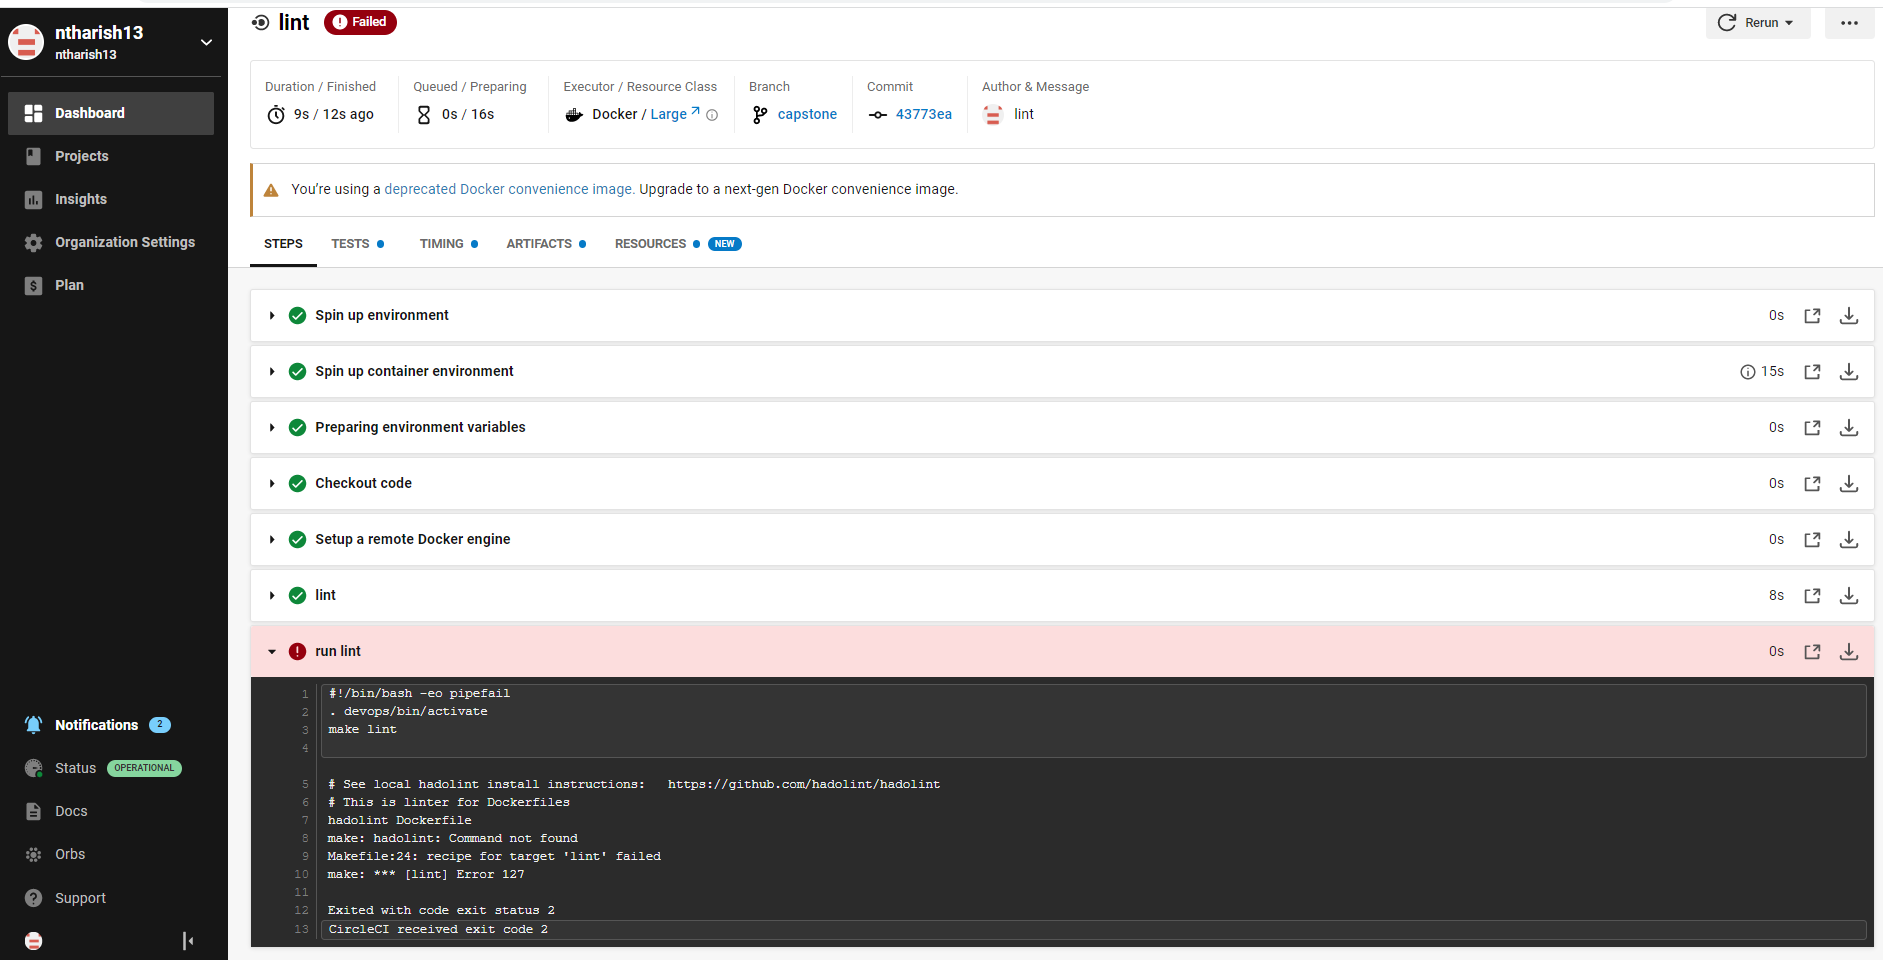 ntharish13
ntharish13
Dashboard
Projects
Insights
Organization Settings
Plan
Notifications 2
Status OPERATIONAL
Docs
Orbs
Support
lint Failed
Rerun
Duration / Finished
9s / 12s ago
Queued / Preparing
0s / 16s
Executor / Resource Class
Docker / Large
Branch
capstone
Commit
43773ea
Author & Message
lint
You’re using a deprecated Docker convenience image. Upgrade to a next-gen Docker convenience image.
STEPS TESTS TIMING ARTIFACTS RESOURCES NEW
Spin up environment 0s
Spin up container environment 15s
Preparing environment variables 0s
Checkout code 0s
Setup a remote Docker engine 0s
lint 8s
run lint 0s
1 #!/bin/bash -eo pipefail
2 . devops/bin/activate
3 make lint
4
5 # See local hadolint install instructions:   https://github.com/hadolint/hadolint
6 # This is linter for Dockerfiles
7 hadolint Dockerfile
8 make: hadolint: Command not found
9 Makefile:24: recipe for target 'lint' failed
10 make: *** [lint] Error 127
11
12 Exited with code exit status 2
13 CircleCI received exit code 2